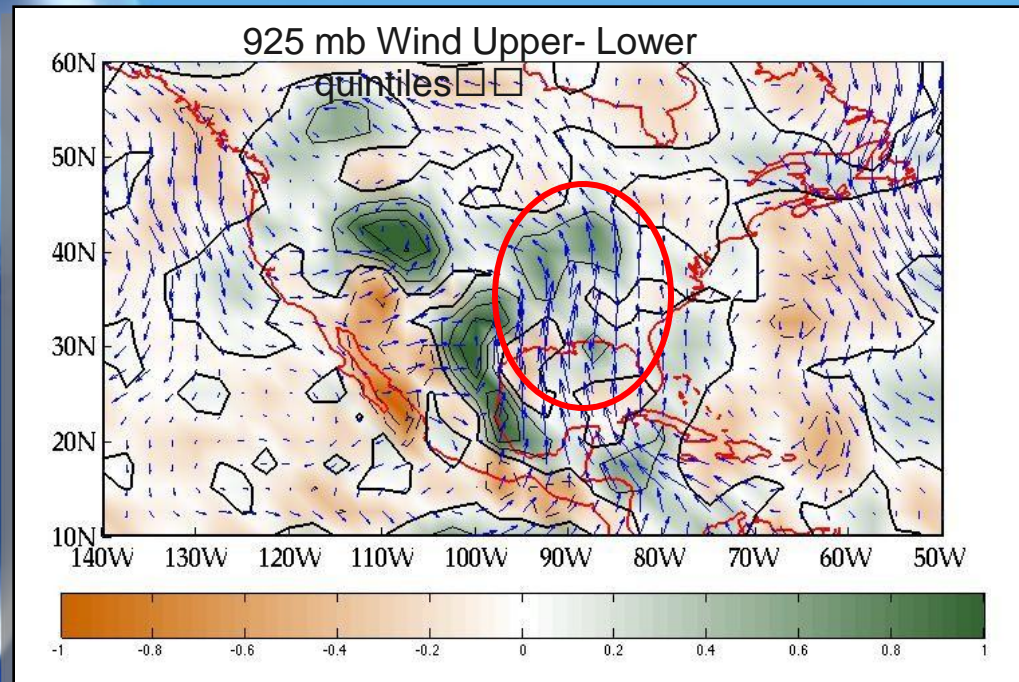 925 mb Wind Upper- Lower
quintiles□□
60N
50N
40N
30N
20N
10N
140W 130W 120W 110W 100W 90W 80W 70W 60W 50W
-1 -0.8 -0.6 -0.4 -0.2 0 0.2 0.4 0.6 0.8 1